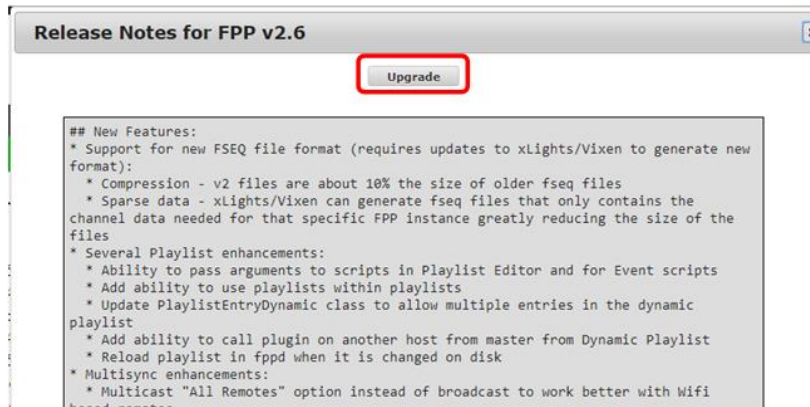 Release Notes for FPP v2.6
Upgrade
## New Features:
* Support for new FSEQ file format (requires updates to xLights/Vixen to generate new
format):
* Compression - v2 files are about 10% the size of older fseq files
* Sparse data - xLights/Vixen can generate fseq files that only contains the
channel data needed for that specific FPP instance greatly reducing the size of the
files
* Several Playlist enhancements:
* Ability to pass arguments to scripts in Playlist Editor and for Event scripts
* Add ability to use playlists within playlists
* Update PlaylistEntryDynamic class to allow multiple entries in the dynamic
playlist
* Add ability to call plugin on another host from master from Dynamic Playlist
* Reload playlist in fppd when it is changed on disk
* Multisync enhancements:
* Multicast "All Remotes" option instead of broadcast to work better with Wifi